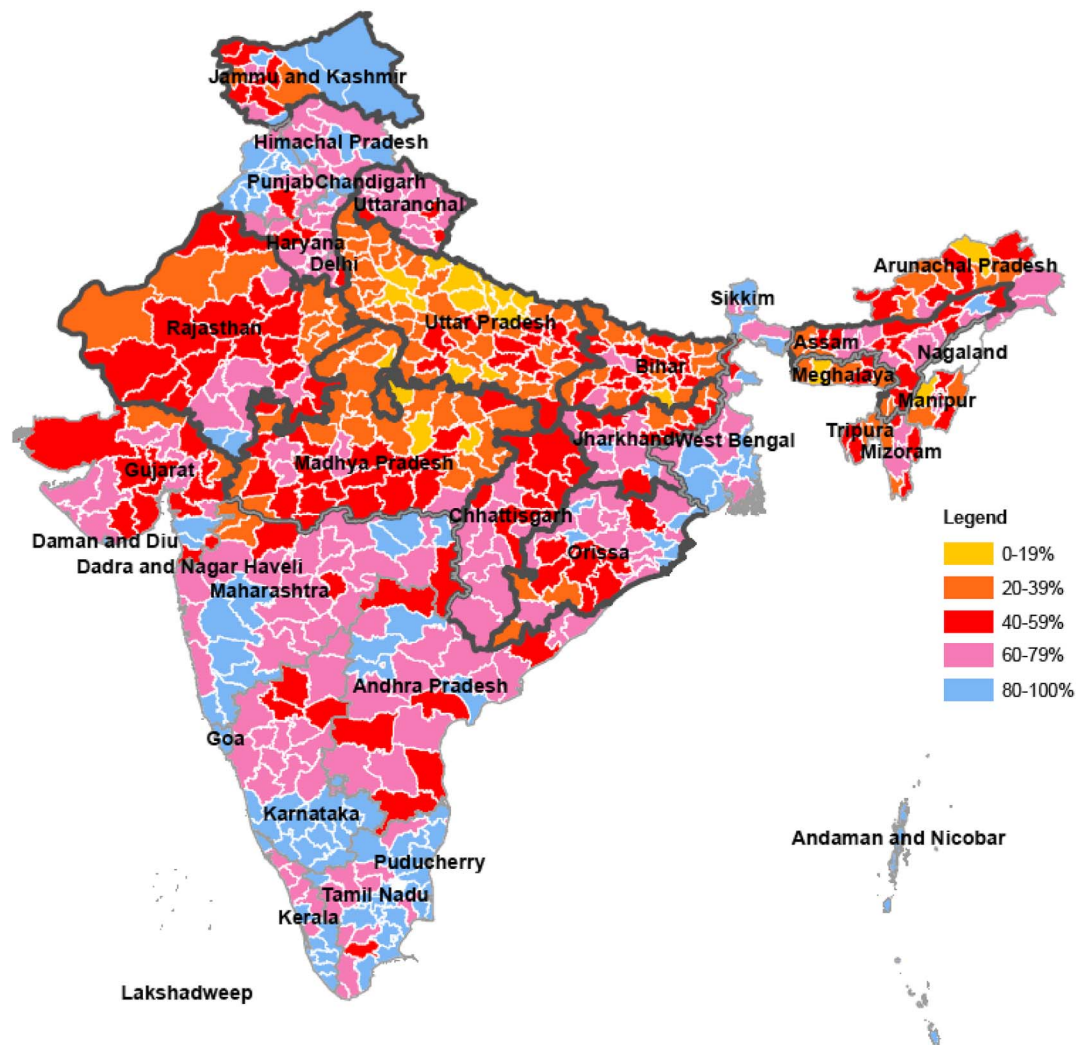 Jammu and Kashmir
Himachal Pradesh
PunjabChandigarh
Uttaranchal
Haryana
Delhi
Arunachal Pradesh
Sikkim
Rajasthan
Uttar Pradesh
Assam
Nagaland
Bihar
Meghalaya
Manipur
Tripura
Jharkhand
West Bengal
Mizoram
Gujarat
Madhya Pradesh
Chhattisgarh
Legend
Daman and Diu
Orissa
0-19%
Dadra and Nagar Haveli
20-39%
Maharashtra
40-59%
60-79%
Andhra Pradesh
80-100%
Goa
Karnataka
Andaman and Nicobar
Puducherry
Tamil Nadu
Kerala
Lakshadweep